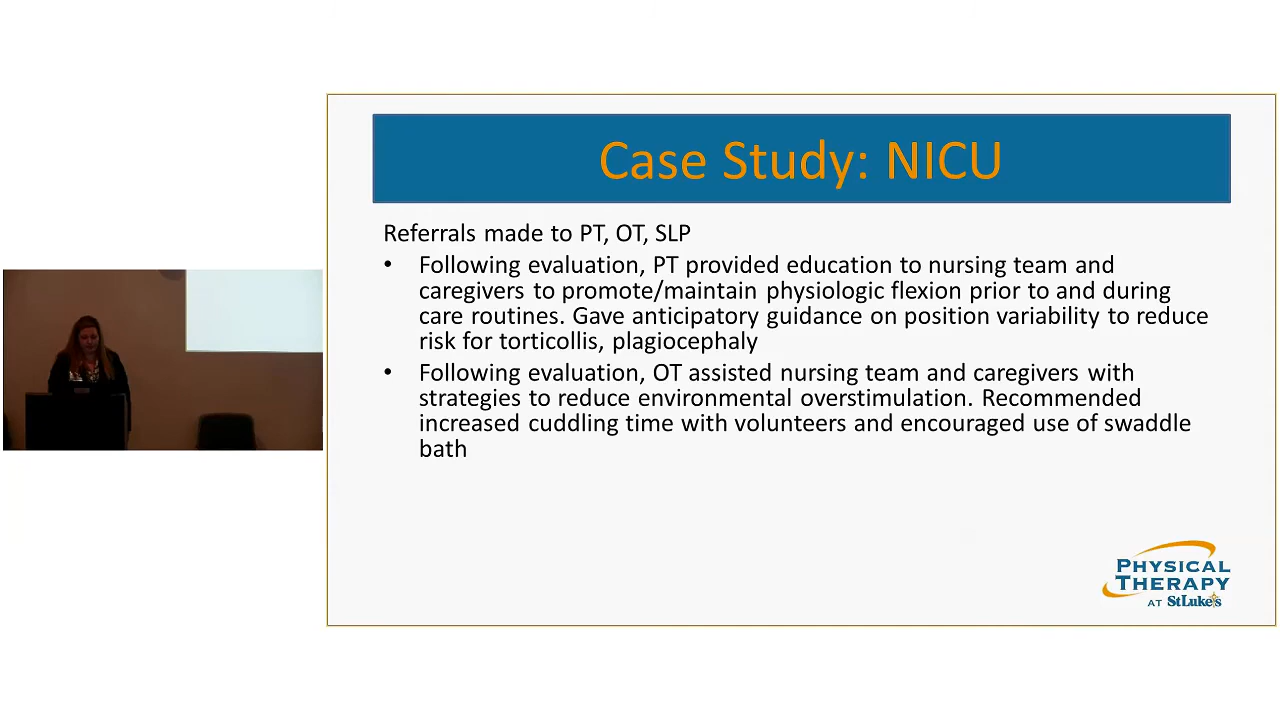 Case Study: NICU
Referrals made to PT, OT, SLP
• Following evaluation, PT provided education to nursing team and
caregivers to promote/maintain physiologic flexion prior to and during
care routines. Gave anticipatory guidance on position variability to reduce
risk for torticollis, plagiocephaly
• Following evaluation, OT assisted nursing team and caregivers with
strategies to reduce environmental overstimulation. Recommended
increased cuddling time with volunteers and encouraged use of swaddle
bath
PHYSICAL
THERAPY
AT StLuke's